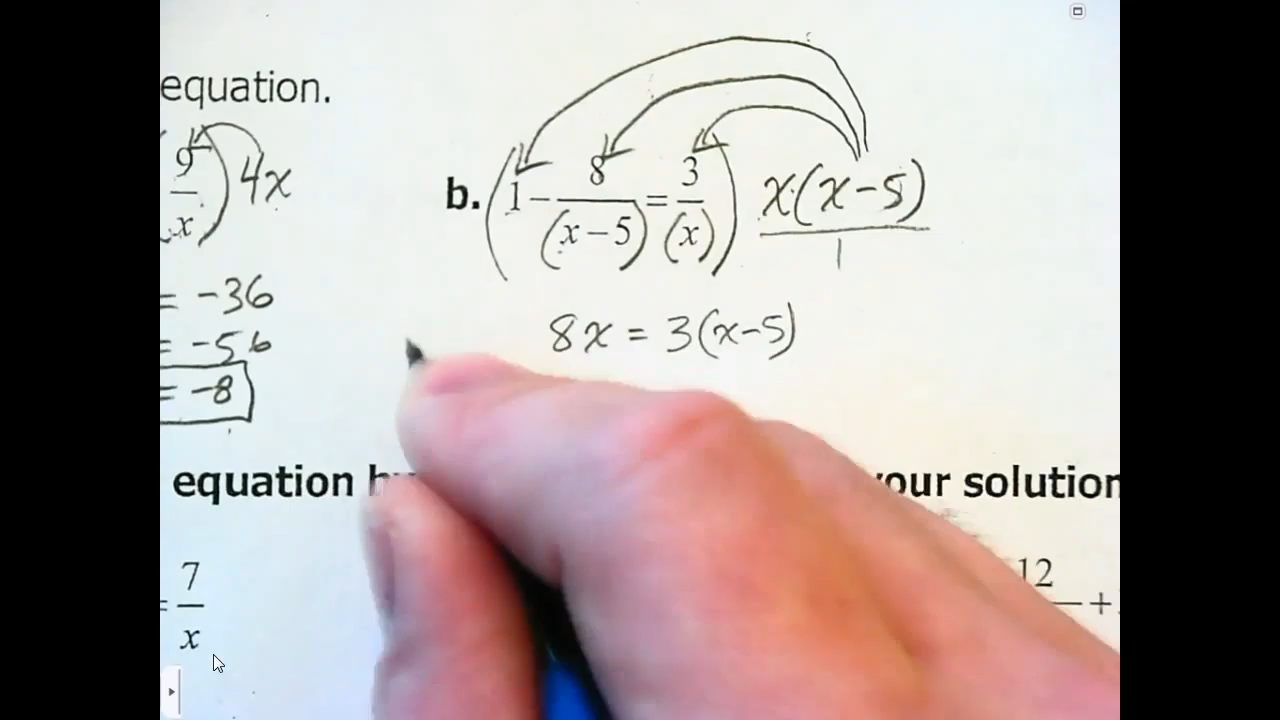 equation.
9/x) 4x
b. (1 − 8/(x − 5) = 3/(x)) x(x−5)/1
= −36
= −56
= −8
8x = 3(x−5)
equation your solution
= 7/x
12 +